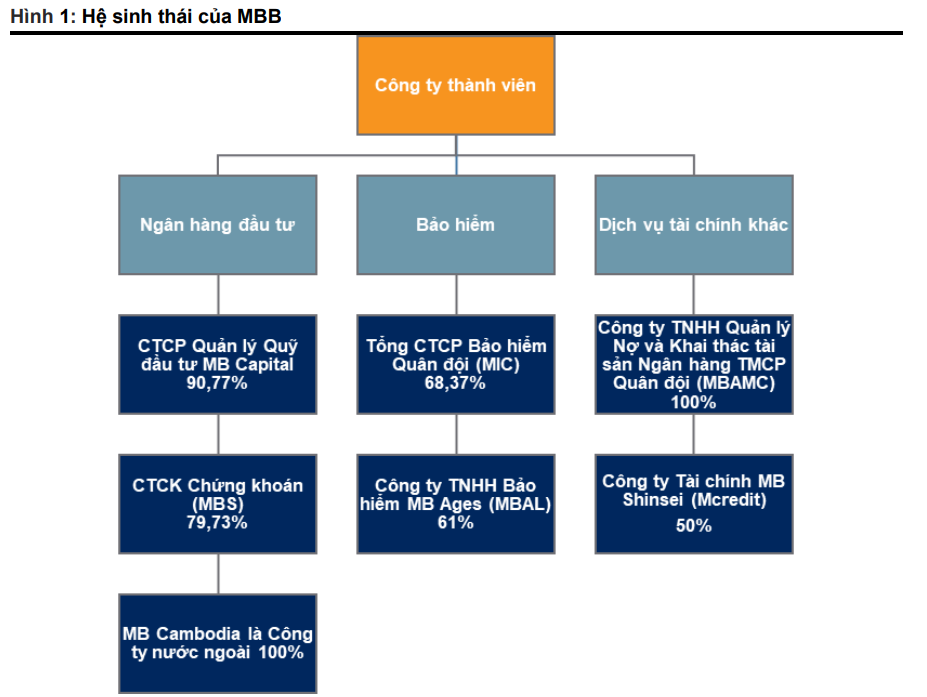 Hình 1: Hệ sinh thái của MBB
Công ty thành viên
Ngân hàng đầu tư
Bảo hiểm
Dịch vụ tài chính khác
CTCP Quản lý Quỹ
đầu tư MB Capital
90,77%
Tổng CTCP Bảo hiểm
Quân đội (MIC)
68,37%
Công ty TNHH Quản lý
Nợ và Khai thác tài
sản Ngân hàng TMCP
Quân đội (MBAMC)
100%
CTCK Chứng khoán
(MBS)
79,73%
Công ty TNHH Bảo
hiểm MB Ages (MBAL)
61%
Công ty Tài chính MB
Shinsei (Mcredit)
50%
MB Cambodia là Công
ty nước ngoài 100%